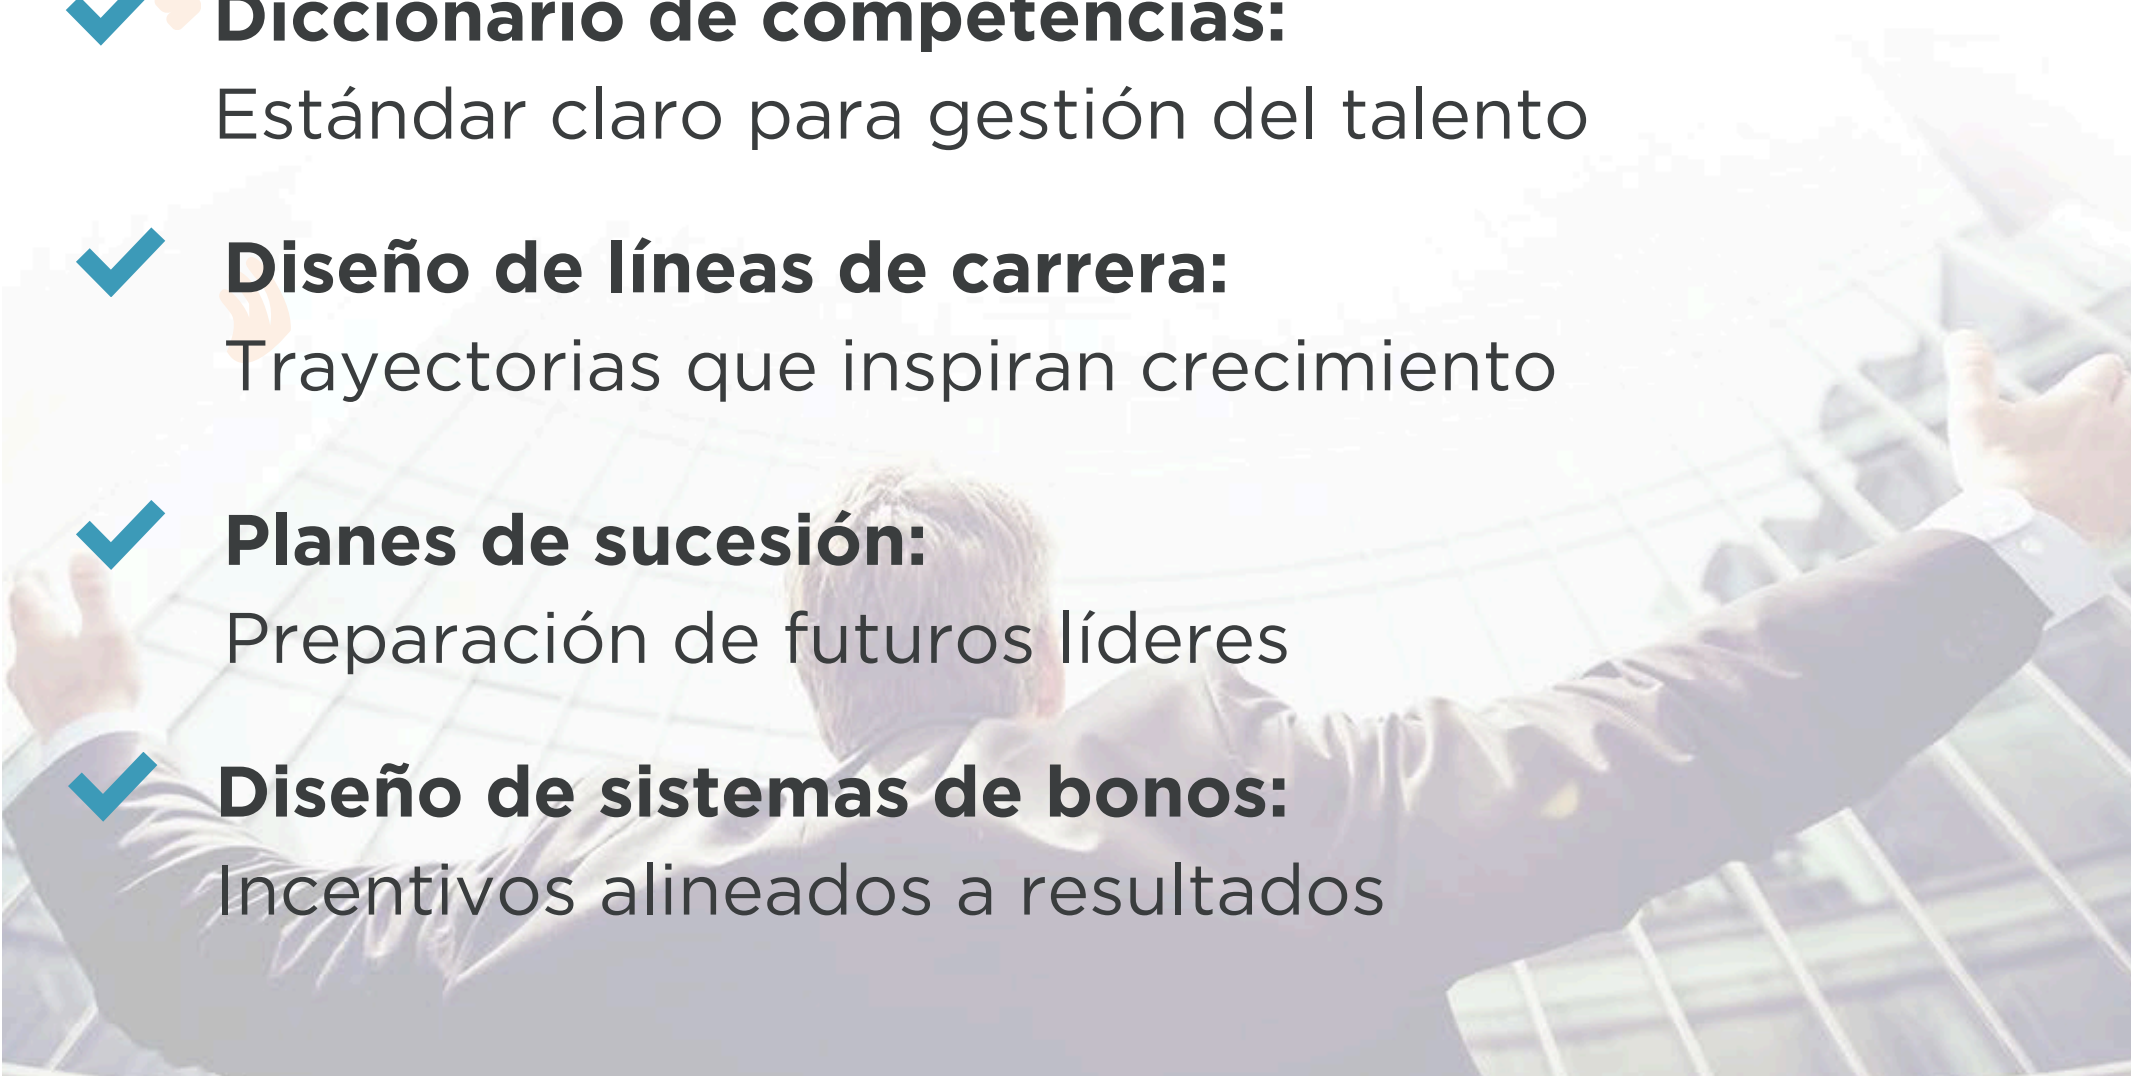 Diccionario de competencias:
Estándar claro para gestión del talento
Diseño de líneas de carrera:
Trayectorias que inspiran crecimiento
Planes de sucesión:
Preparación de futuros líderes
Diseño de sistemas de bonos:
Incentivos alineados a resultados